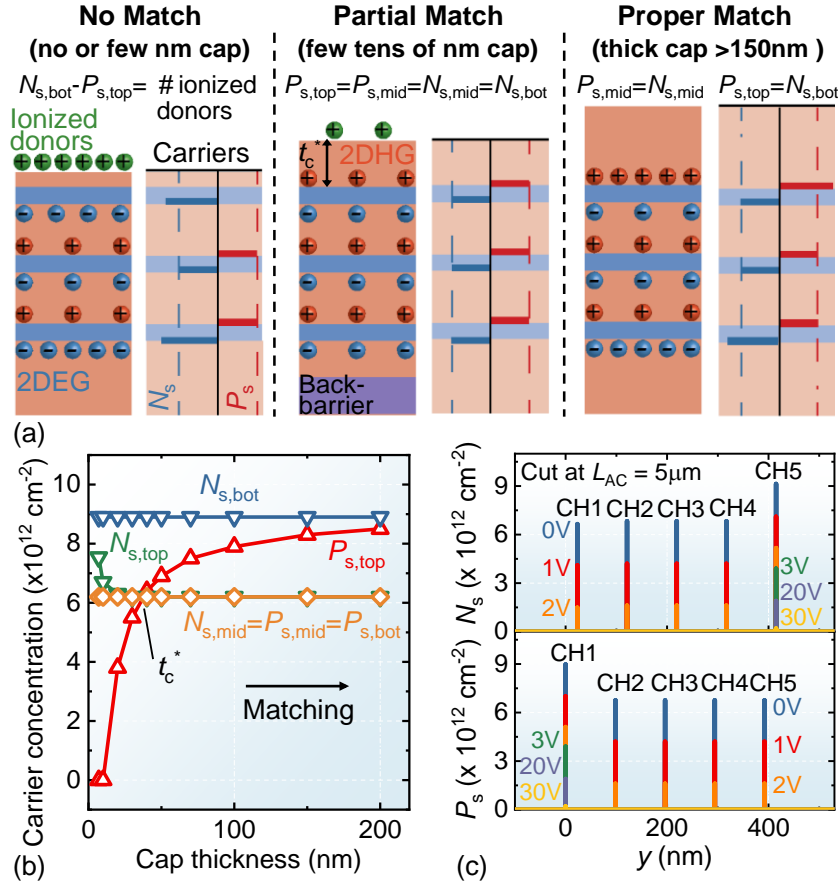 No Match
(no or few nm cap)
Partial Match
(few tens of nm cap)
Proper Match
(thick cap >150nm )
N_s,bot-P_s,top= # ionized
donors
P_s,top=P_s,mid=N_s,mid=N_s,bot
P_s,mid=N_s,mid P_s,top=N_s,bot
Ionized
donors
Carriers
2DEG
N_s
P_s
t_c*
2DHG
Back-
barrier
(a)
Carrier concentration (x10^12 cm^-2)
10
8
6
4
2
0
N_s,bot
N_s,top
P_s,top
N_s,mid=P_s,mid=P_s,bot
t_c*
Matching
0 50 100 150 200
Cap thickness (nm)
(b)
N_s (x 10^12 cm^-2)
9
6
3
0
Cut at L_AC = 5μm
CH1 CH2 CH3 CH4 CH5
0V
1V
2V
3V
20V
30V
P_s (x 10^12 cm^-2)
9
6
3
0
CH1
CH2 CH3 CH4 CH5
0V
1V
2V
3V
20V
30V
0 200 400
y (nm)
(c)